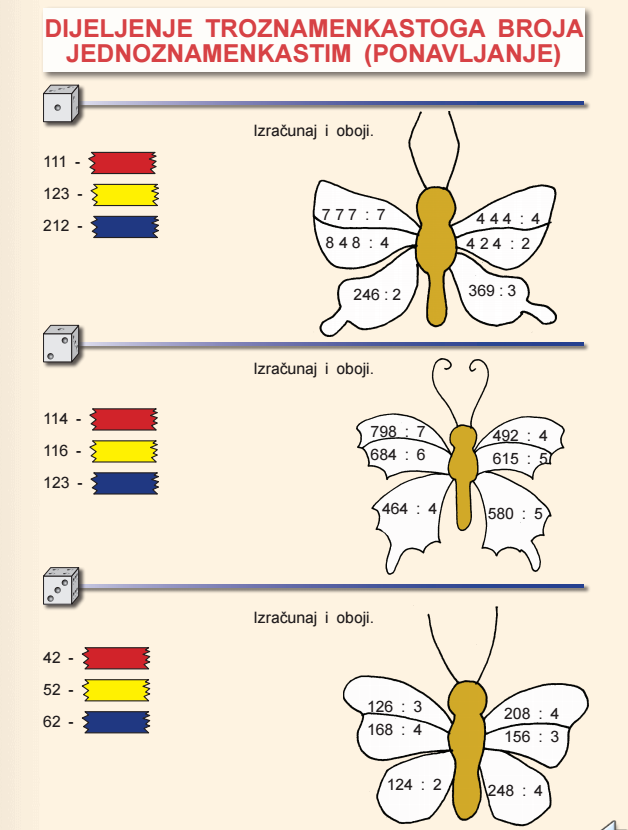 DIJELJENJE TROZNAMENKASTOGA BROJA
JEDNOZNAMENKASTIM (PONAVLJANJE)
Izračunaj i oboji.
111 -
123 -
212 -
777 : 7
444 : 4
848 : 4
424 : 2
246 : 2
369 : 3
Izračunaj i oboji.
114 -
116 -
123 -
798 : 7
492 : 4
684 : 6
615 : 5
464 : 4
580 : 5
Izračunaj i oboji.
42 -
52 -
62 -
126 : 3
208 : 4
168 : 4
156 : 3
124 : 2
248 : 4